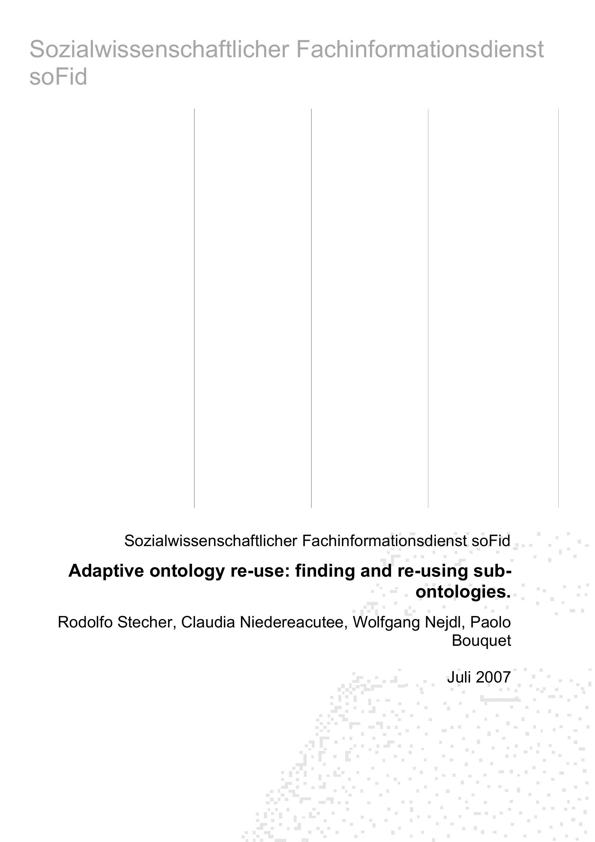 Sozialwissenschaftlicher Fachinformationsdienst
soFid
Sozialwissenschaftlicher Fachinformationsdienst soFid
Adaptive ontology re-use: finding and re-using sub-
ontologies.
Rodolfo Stecher, Claudia Niedereacutee, Wolfgang Nejdl, Paolo
Bouquet
Juli 2007